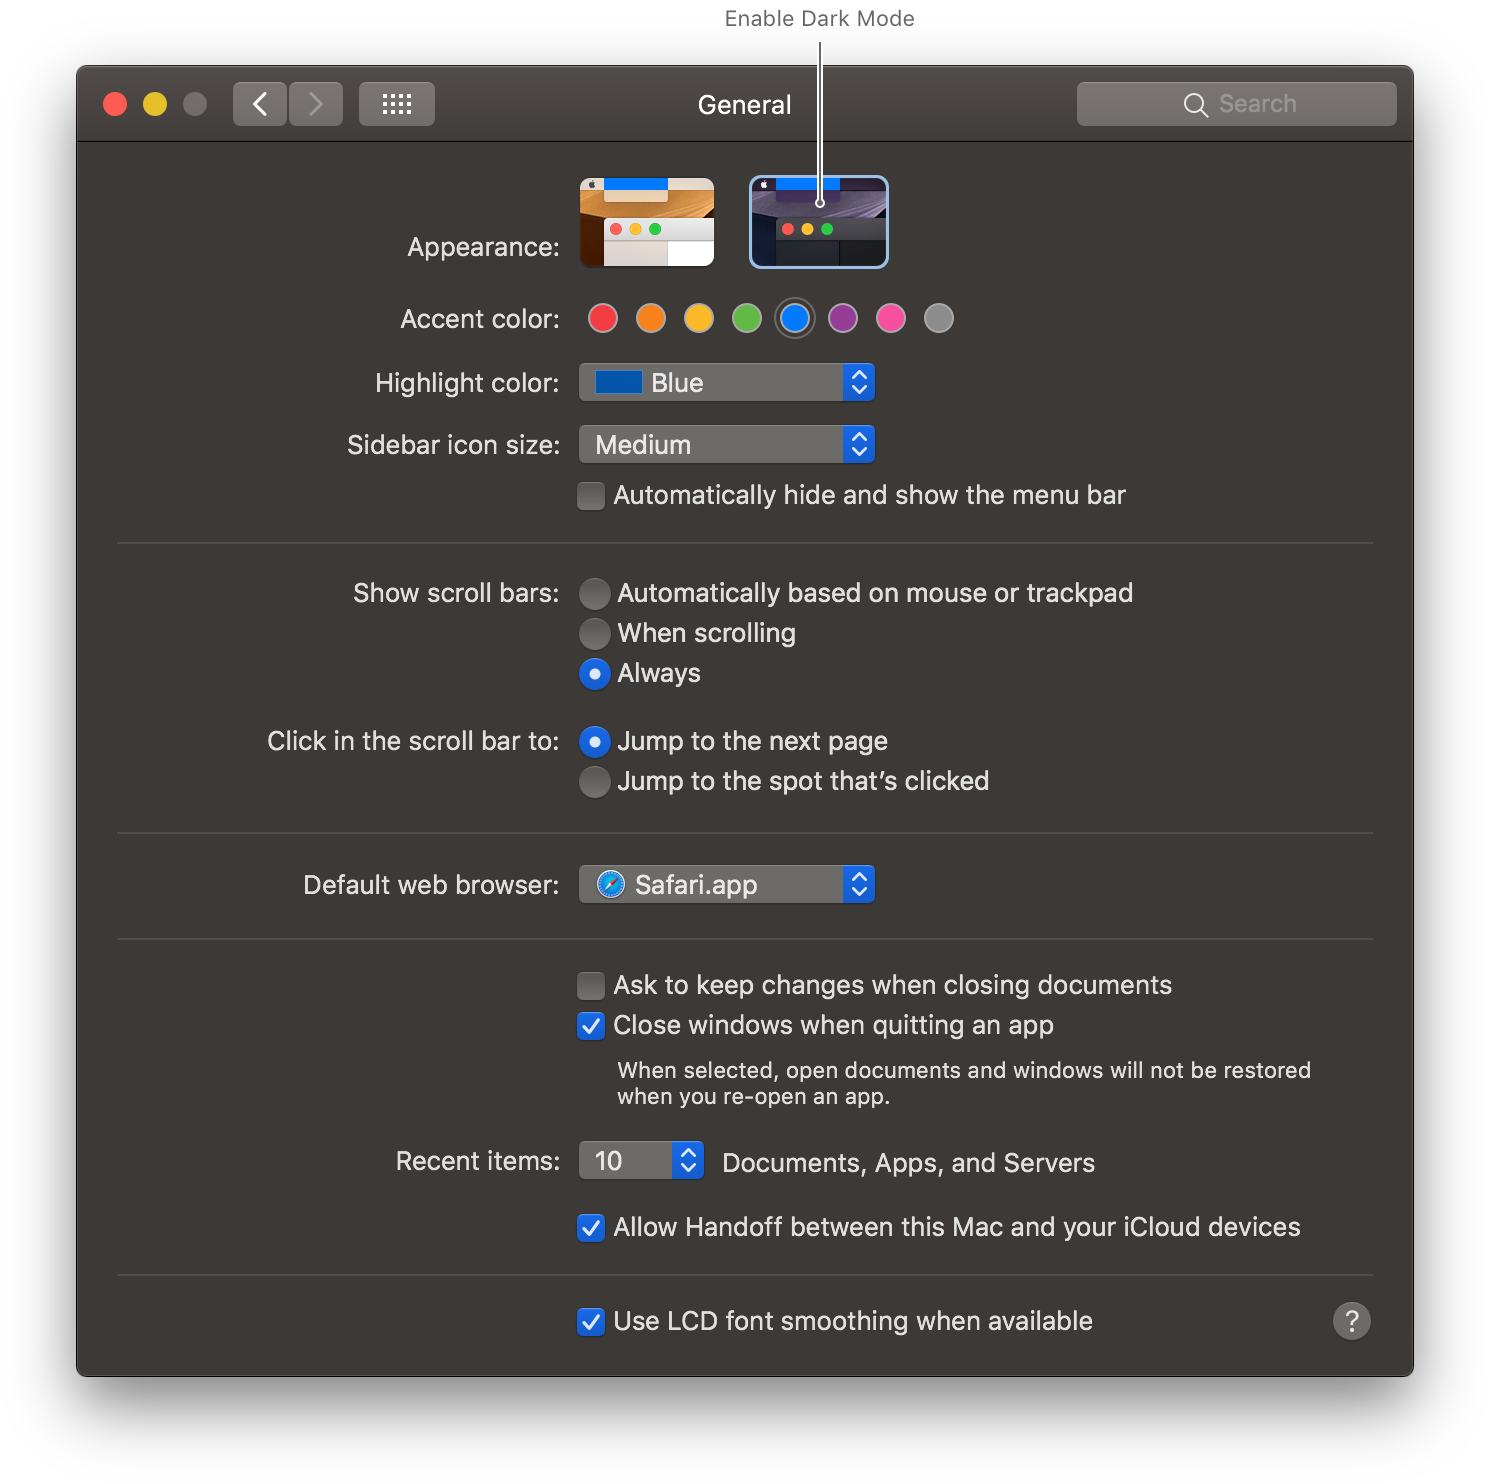 Enable Dark Mode
General
Search
Appearance:
Accent color:
Highlight color: Blue
Sidebar icon size: Medium
Automatically hide and show the menu bar
Show scroll bars: Automatically based on mouse or trackpad
When scrolling
Always
Click in the scroll bar to: Jump to the next page
Jump to the spot that’s clicked
Default web browser: Safari.app
Ask to keep changes when closing documents
Close windows when quitting an app
When selected, open documents and windows will not be restored
when you re-open an app.
Recent items: 10 Documents, Apps, and Servers
Allow Handoff between this Mac and your iCloud devices
Use LCD font smoothing when available
?